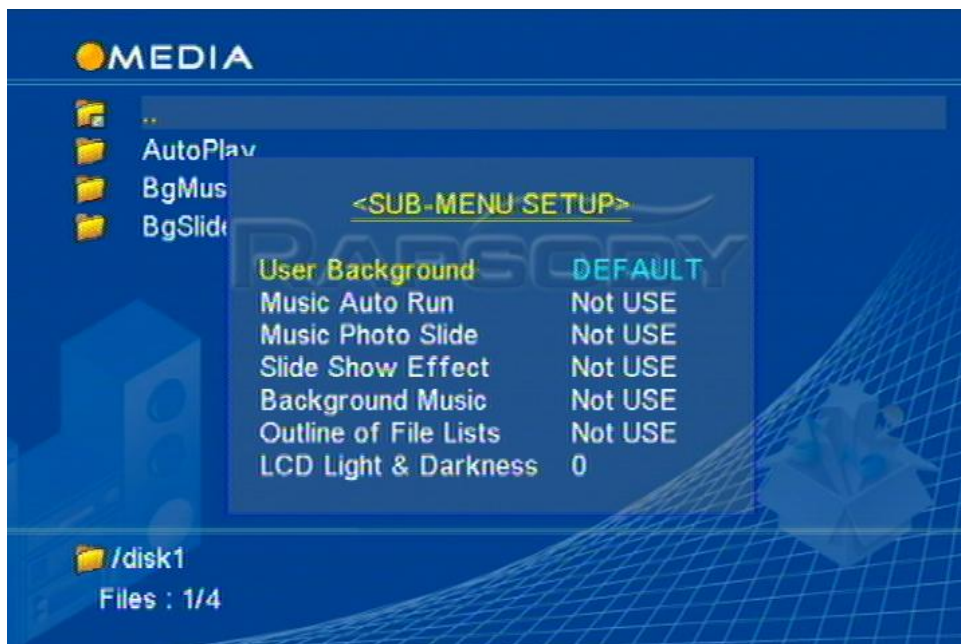 MEDIA
..
AutoPlay
BgMus
BgSlide
<SUB-MENU SETUP>
RAPSODY
User Background DEFAULT
Music Auto Run Not USE
Music Photo Slide Not USE
Slide Show Effect Not USE
Background Music Not USE
Outline of File Lists Not USE
LCD Light & Darkness 0
/disk1
Files : 1/4